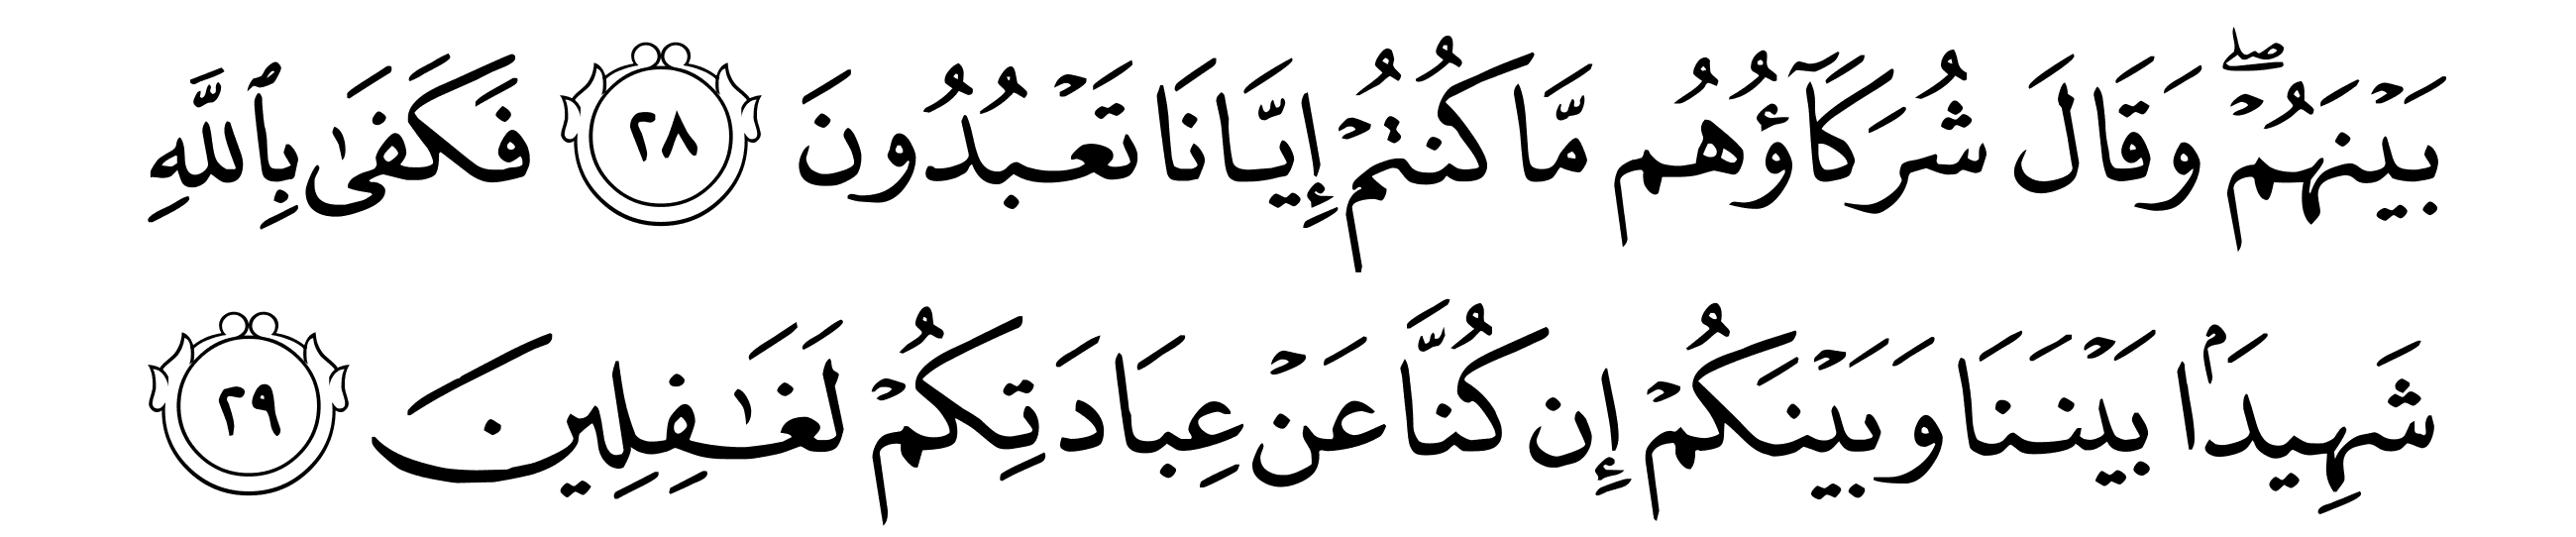 بَيۡنَهُمۡۖ وَقَالَ شُرَكَآؤُهُم مَّا كُنتُمۡ إِيَّانَا تَعۡبُدُونَ ٢٨ فَكَفَىٰ بِٱللَّهِ
شَهِيدَۢا بَيۡنَنَا وَبَيۡنَكُمۡ إِن كُنَّا عَنۡ عِبَادَتِكُمۡ لَغَٰفِلِينَ ٢٩